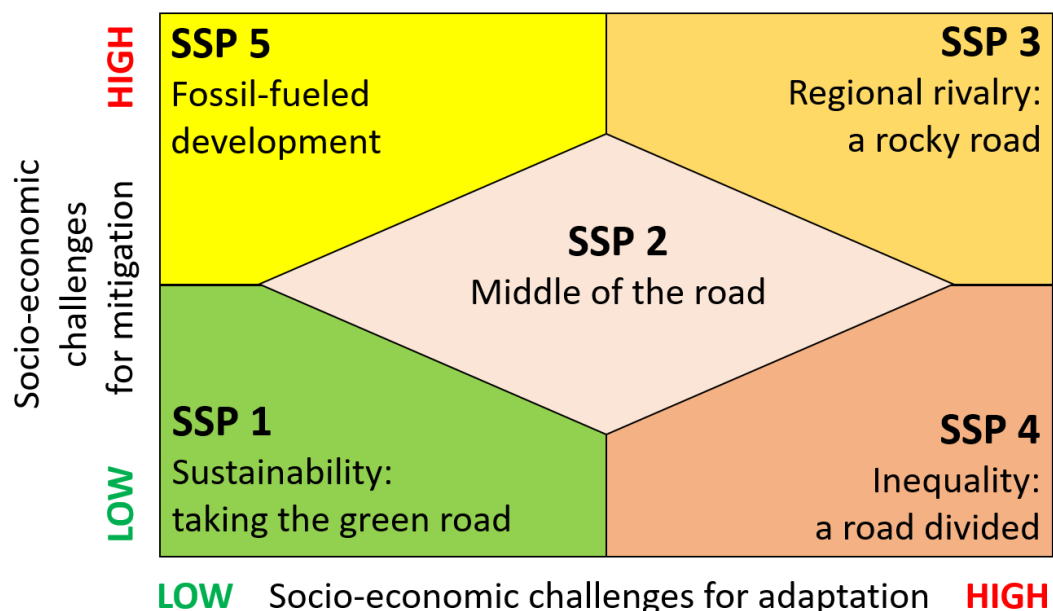 HIGH
SSP 5
Fossil-fueled
development
SSP 3
Regional rivalry:
a rocky road
Socio-economic
challenges
for mitigation
SSP 2
Middle of the road
SSP 1
Sustainability:
taking the green road
SSP 4
Inequality:
a road divided
LOW
LOW Socio-economic challenges for adaptation HIGH